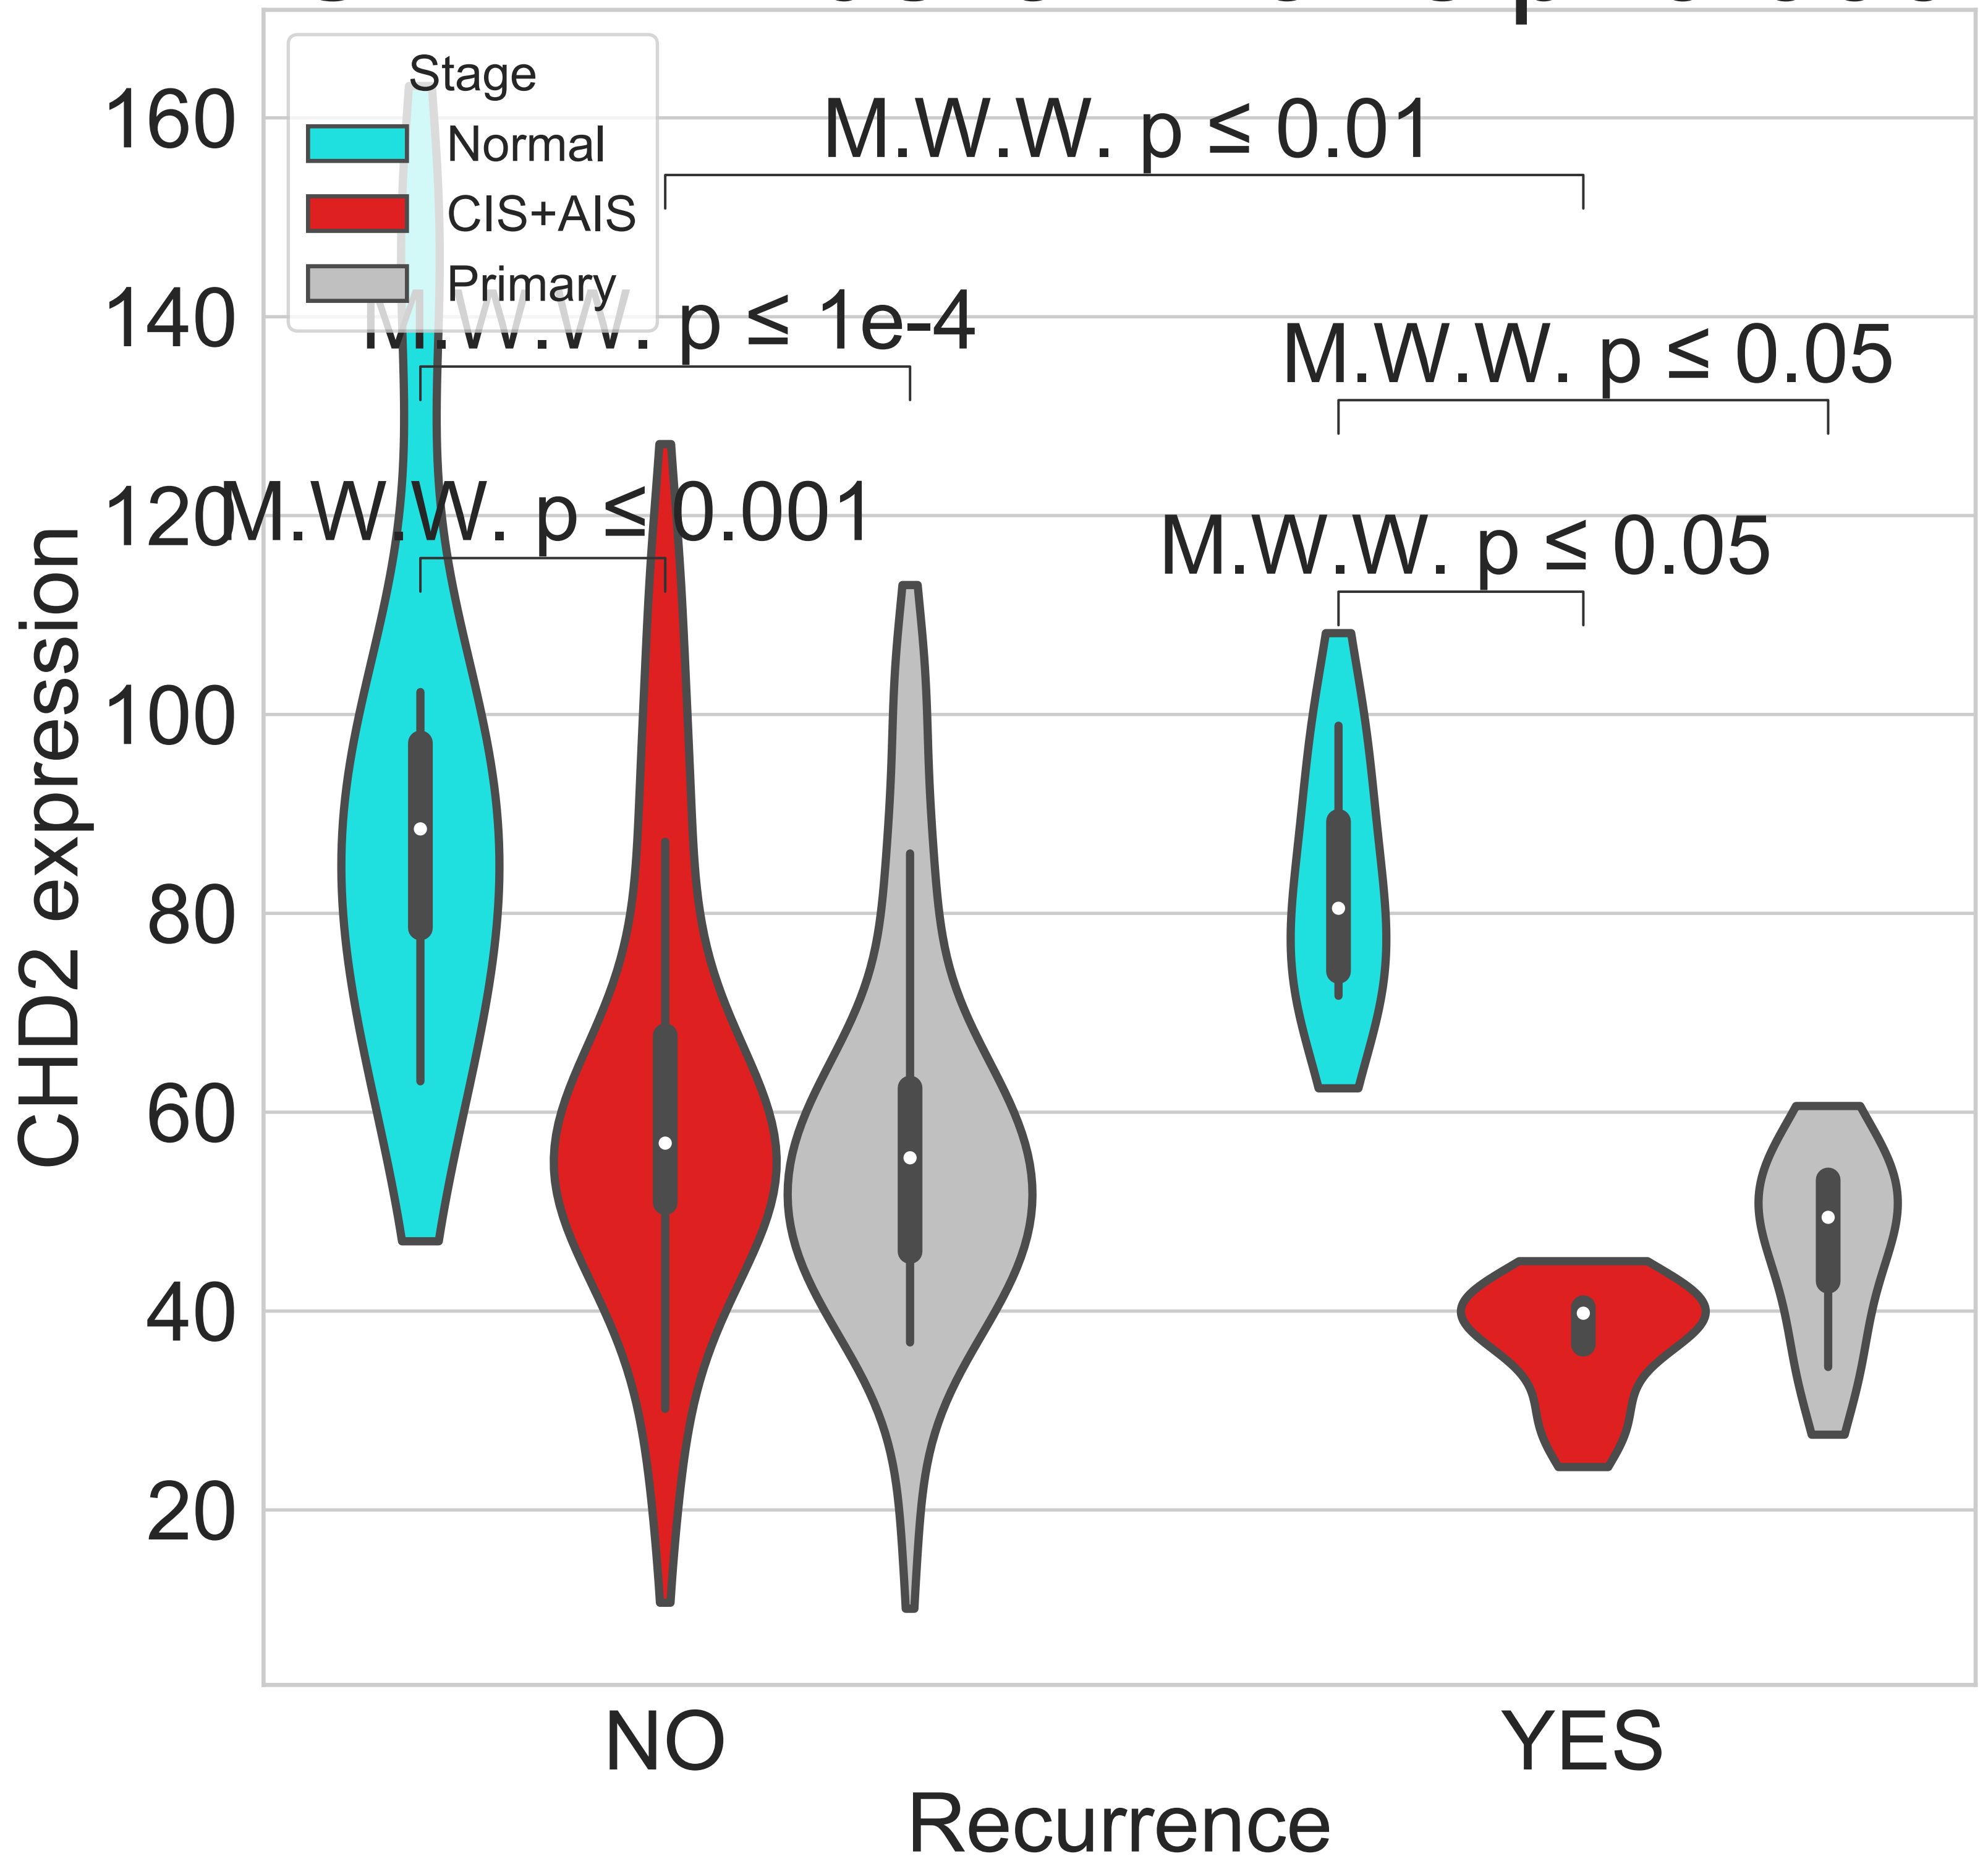 Stage
Normal
CIS+AIS
Primary
M.W.W. p ≤ 0.01
M.W.W. p ≤ 1e-4
M.W.W. p ≤ 0.05
M.W.W. p ≤ 0.001
M.W.W. p ≤ 0.05
160
140
120
100
80
60
40
20
CHD2 expression
NO
YES
Recurrence